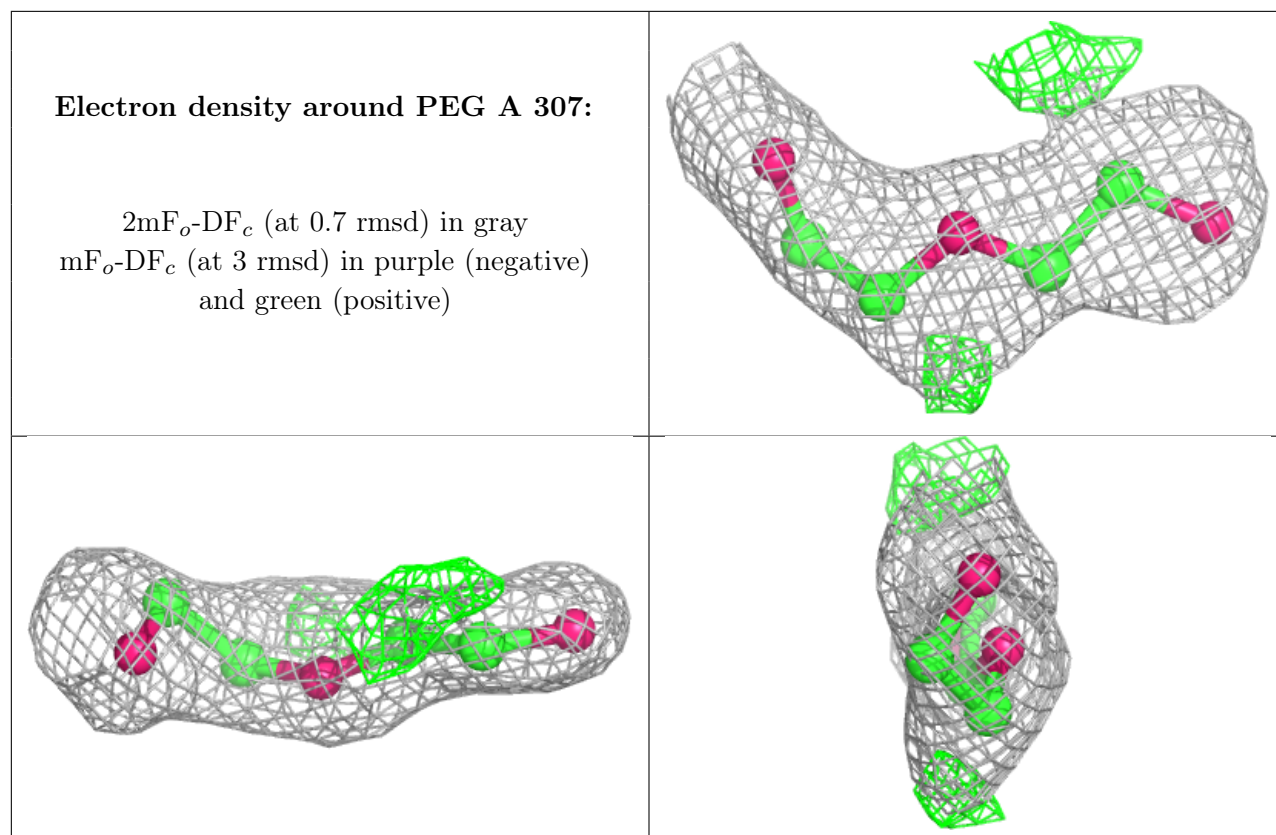 Electron density around PEG A 307:
2mFo-DFc (at 0.7 rmsd) in gray
mFo-DFc (at 3 rmsd) in purple (negative)
and green (positive)